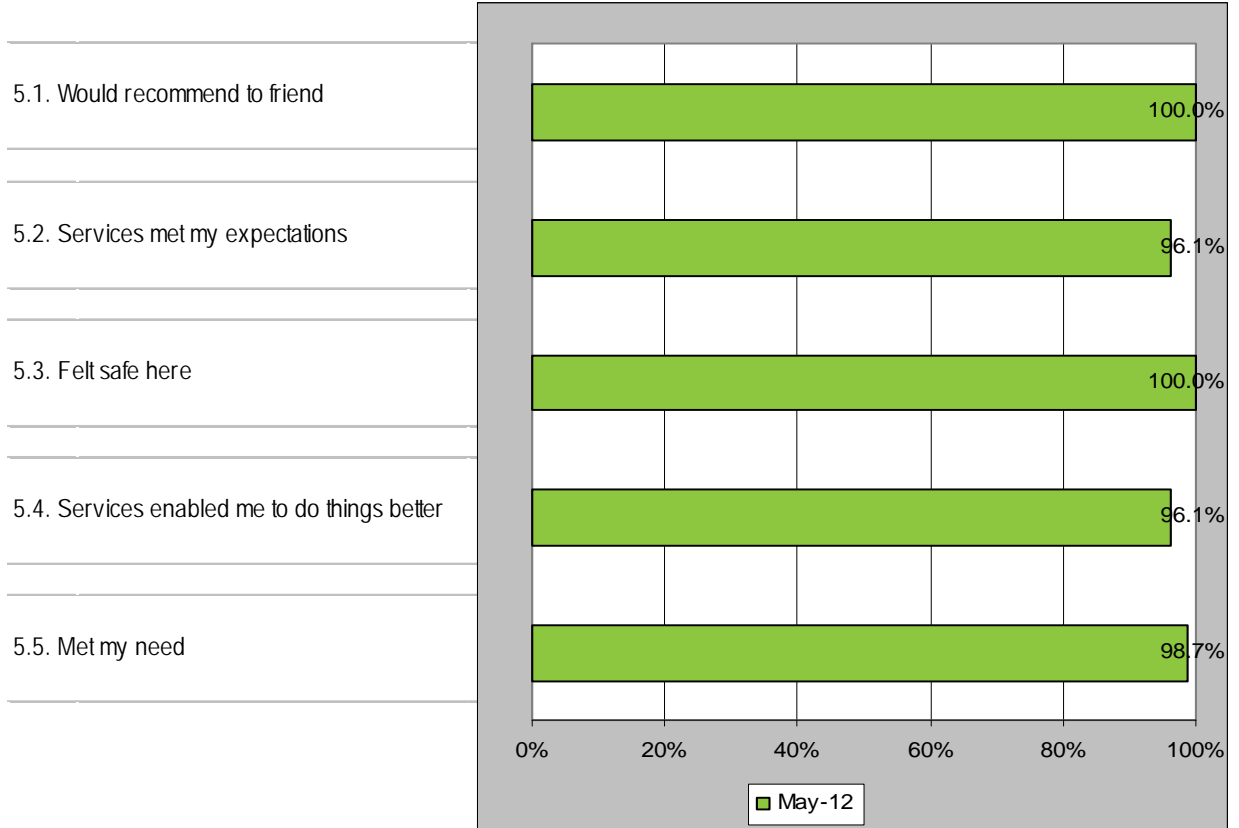 5.1. Would recommend to friend
100.0%
5.2. Services met my expectations
96.1%
5.3. Felt safe here
100.0%
5.4. Services enabled me to do things better
96.1%
5.5. Met my need
98.7%
0% 20% 40% 60% 80% 100%
May-12